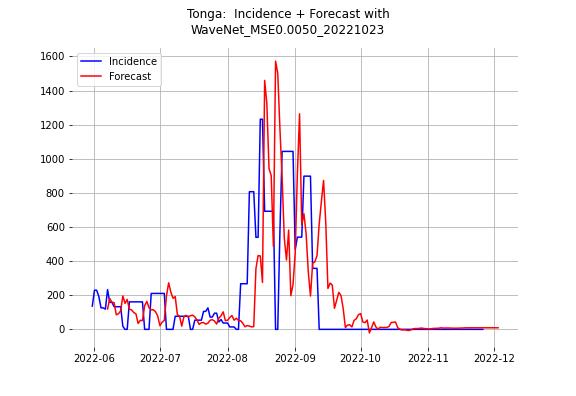 Tonga:  Incidence + Forecast with
WaveNet_MSE0.0050_20221023
Incidence
Forecast
1600
1400
1200
1000
800
600
400
200
0
2022-06 2022-07 2022-08 2022-09 2022-10 2022-11 2022-12